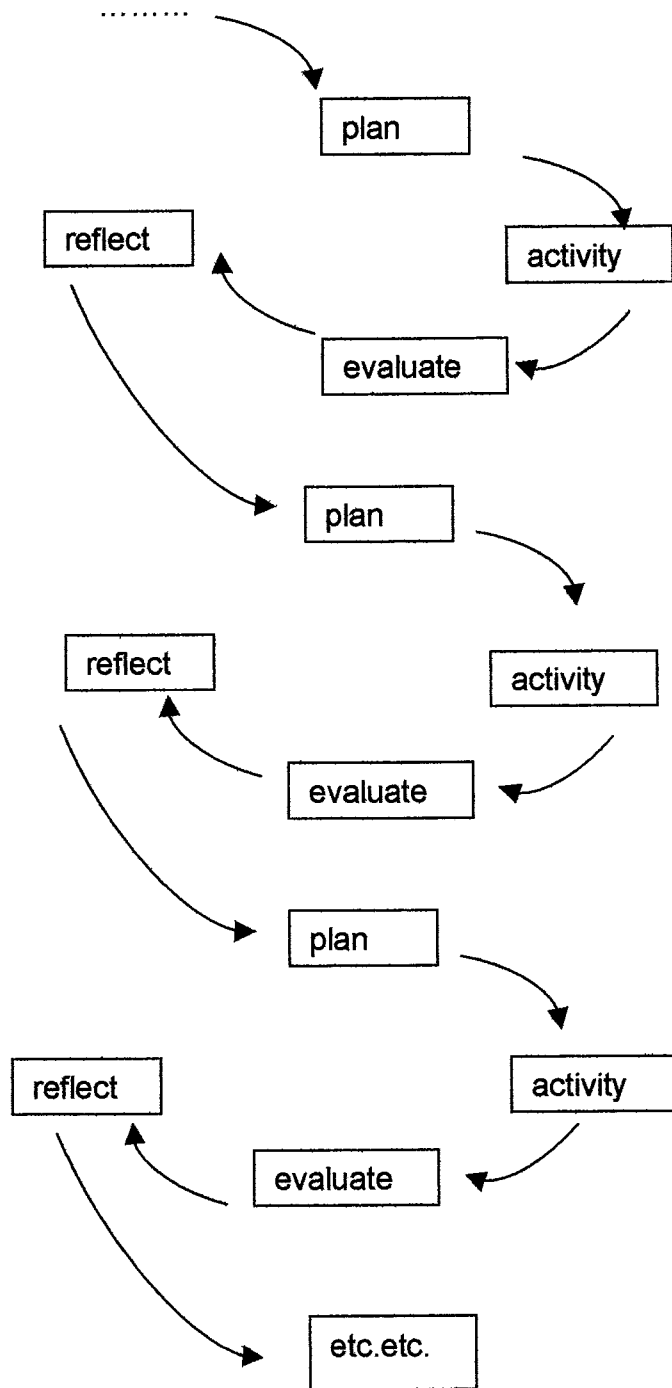 .........
plan
activity
evaluate
reflect
plan
activity
evaluate
reflect
plan
activity
evaluate
reflect
etc.etc.